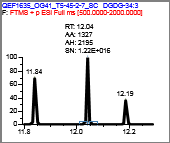 QEF1635_OG41_T5-45-2-7_SC DGDG-34:3
F: FTMS + p ESI Full ms [500.0000-2000.0000]
RT: 12.04
AA: 1327
AH: 2195
SN: 1.22E+016
100
80
60
40
20
0
11.84
12.19
11.8
12.0
12.2